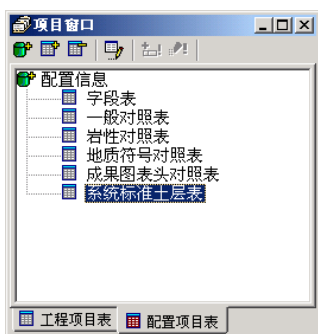 项目窗口
配置信息
字段表
一般对照表
岩性对照表
地质符号对照表
成果图表头对照表
系统标准土层表
工程项目表 配置项目表